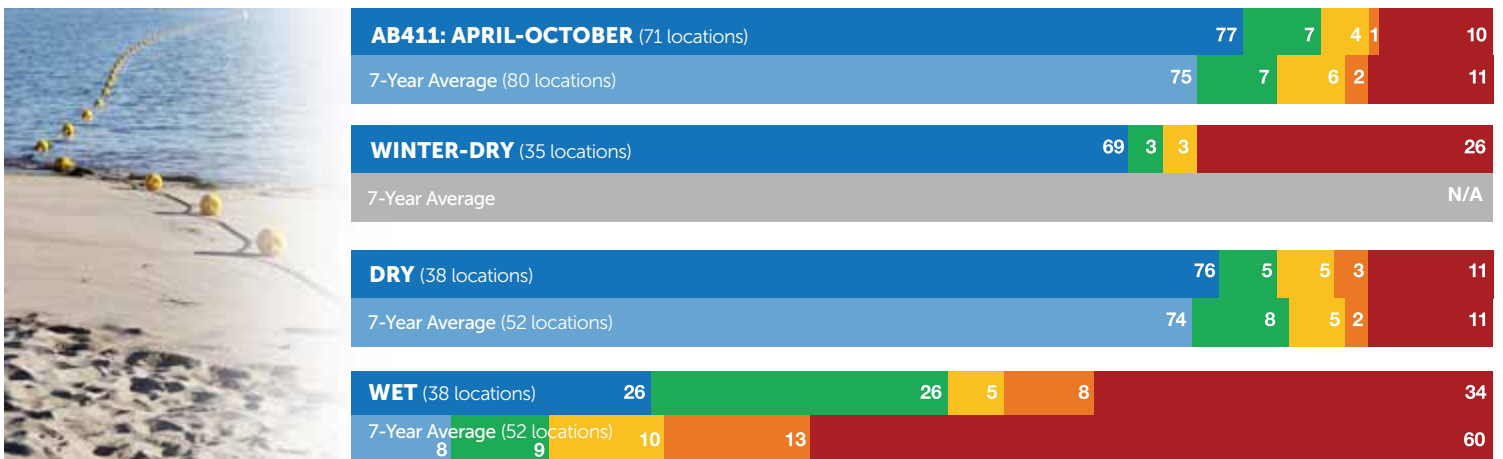 AB411: APRIL-OCTOBER (71 locations) 77 7 4 1 10
7-Year Average (80 locations) 75 7 6 2 11
WINTER-DRY (35 locations) 69 3 3 26
7-Year Average N/A
DRY (38 locations) 76 5 5 3 11
7-Year Average (52 locations) 74 8 5 2 11
WET (38 locations) 26 26 5 8 34
7-Year Average (52 locations) 8 9 10 13 60